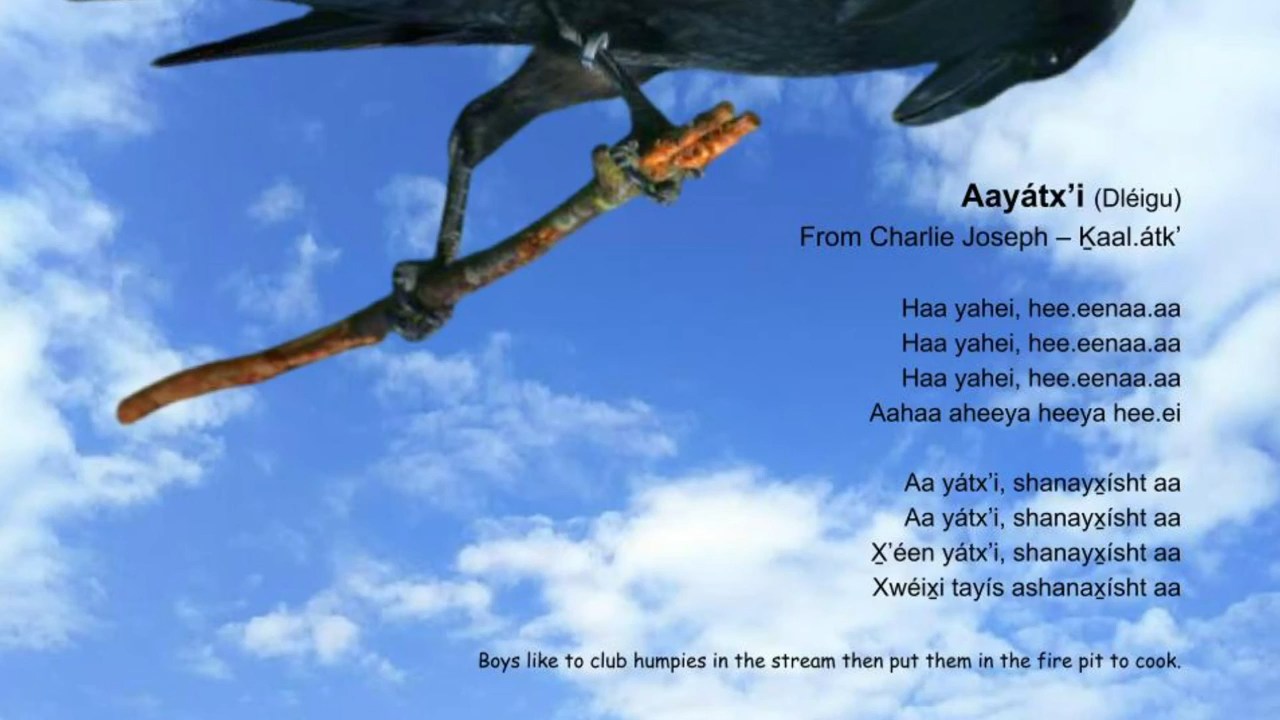 Aayátx’i (Dléigu)
From Charlie Joseph – Ḵaal.átk’
Haa yahei, hee.eenaa.aa
Haa yahei, hee.eenaa.aa
Haa yahei, hee.eenaa.aa
Aahaa aheeya heeya hee.ei
Aa yátx’i, shanayx̱ísht aa
Aa yátx’i, shanayx̱ísht aa
X̱’éen yátx’i, shanayx̱ísht aa
Xwéix̱i tayís ashanax̱ísht aa
Boys like to club humpies in the stream then put them in the fire pit to cook.